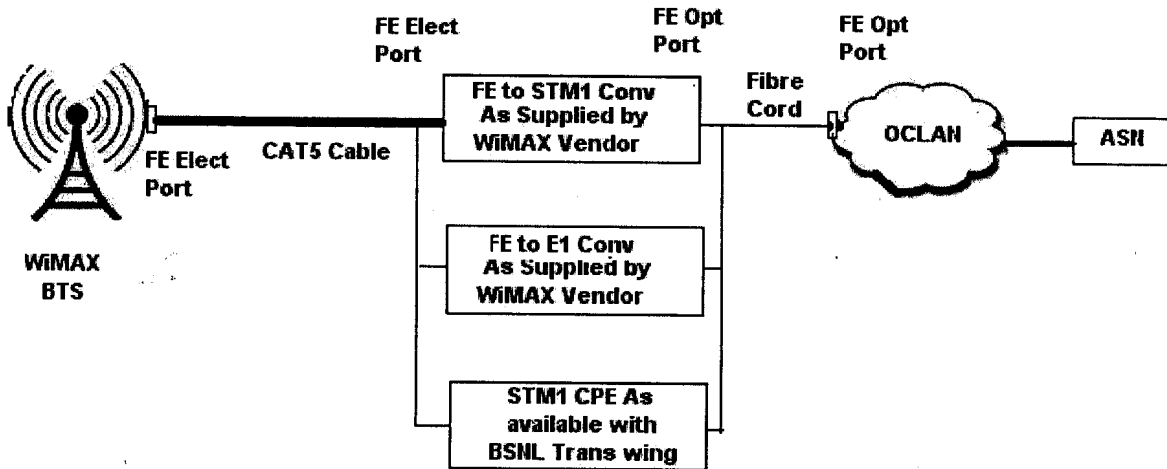 FE Elect
Port
FE Opt
Port
FE Opt
Port
FE to STM1 Conv
As Supplied by
WiMAX Vendor
Fibre
Cord
OCLAN
ASN
CAT5 Cable
FE Elect
Port
WiMAX
BTS
FE to E1 Conv
As Supplied by
WiMAX Vendor
STM1 CPE As
available with
BSNL Trans wing